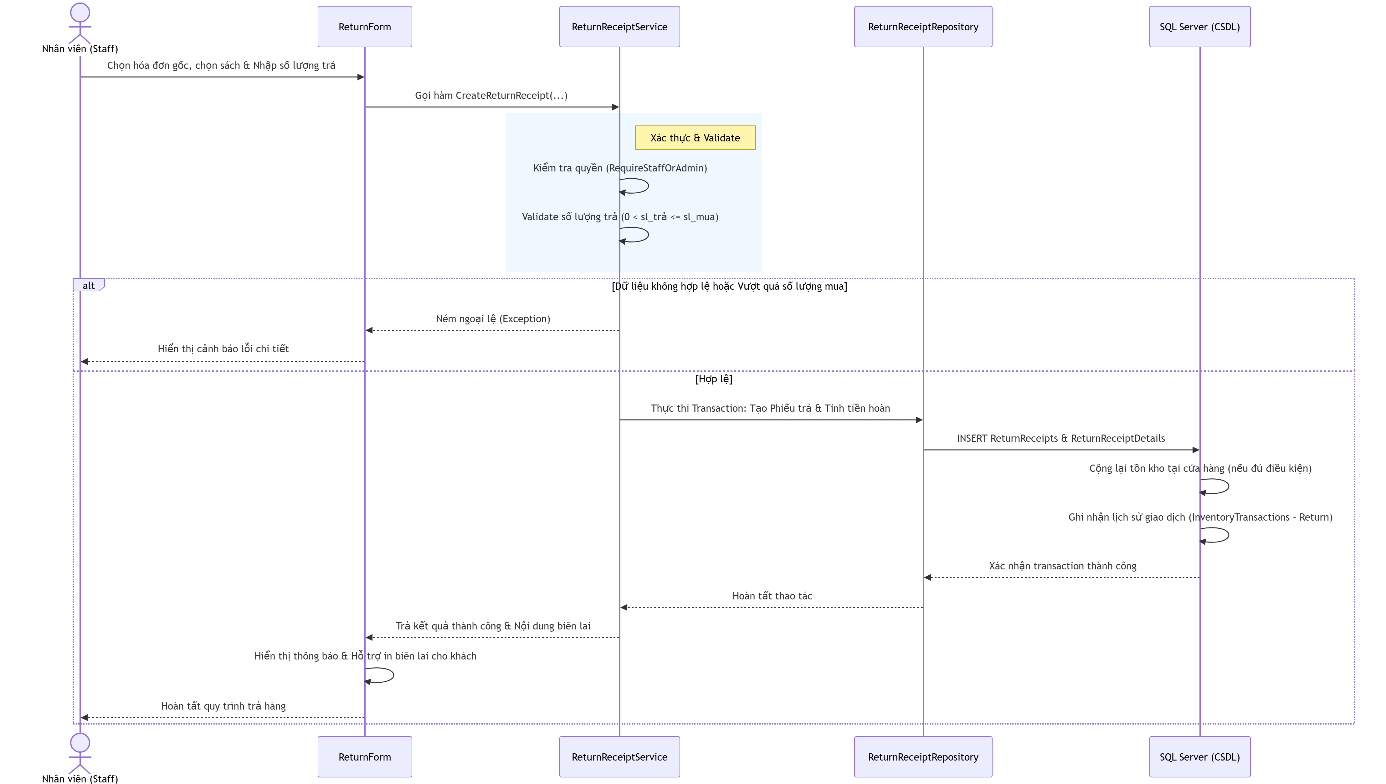 Nhân viên (Staff)
ReturnForm
ReturnReceiptService
ReturnReceiptRepository
SQL Server (CSDL)
Chọn hóa đơn gốc, chọn sách & Nhập số lượng trả
Gọi hàm CreateReturnReceipt(...)
Xác thực & Validate
Kiểm tra quyền (RequireStaffOrAdmin)
Validate số lượng trả (0 < sl_trả <= sl_mua)
alt
[Dữ liệu không hợp lệ hoặc Vượt quá số lượng mua]
Ném ngoại lệ (Exception)
Hiển thị cảnh báo lỗi chi tiết
[Hợp lệ]
Thực thi Transaction: Tạo Phiếu trả & Tính tiền hoàn
INSERT ReturnReceipts & ReturnReceiptDetails
Cộng lại tồn kho tại cửa hàng (nếu đủ điều kiện)
Ghi nhận lịch sử giao dịch (InventoryTransactions - Return)
Xác nhận transaction thành công
Hoàn tất thao tác
Trả kết quả thành công & Nội dung biên lai
Hiển thị thông báo & Hỗ trợ in biên lai cho khách
Hoàn tất quy trình trả hàng
Nhân viên (Staff)
ReturnForm
ReturnReceiptService
ReturnReceiptRepository
SQL Server (CSDL)